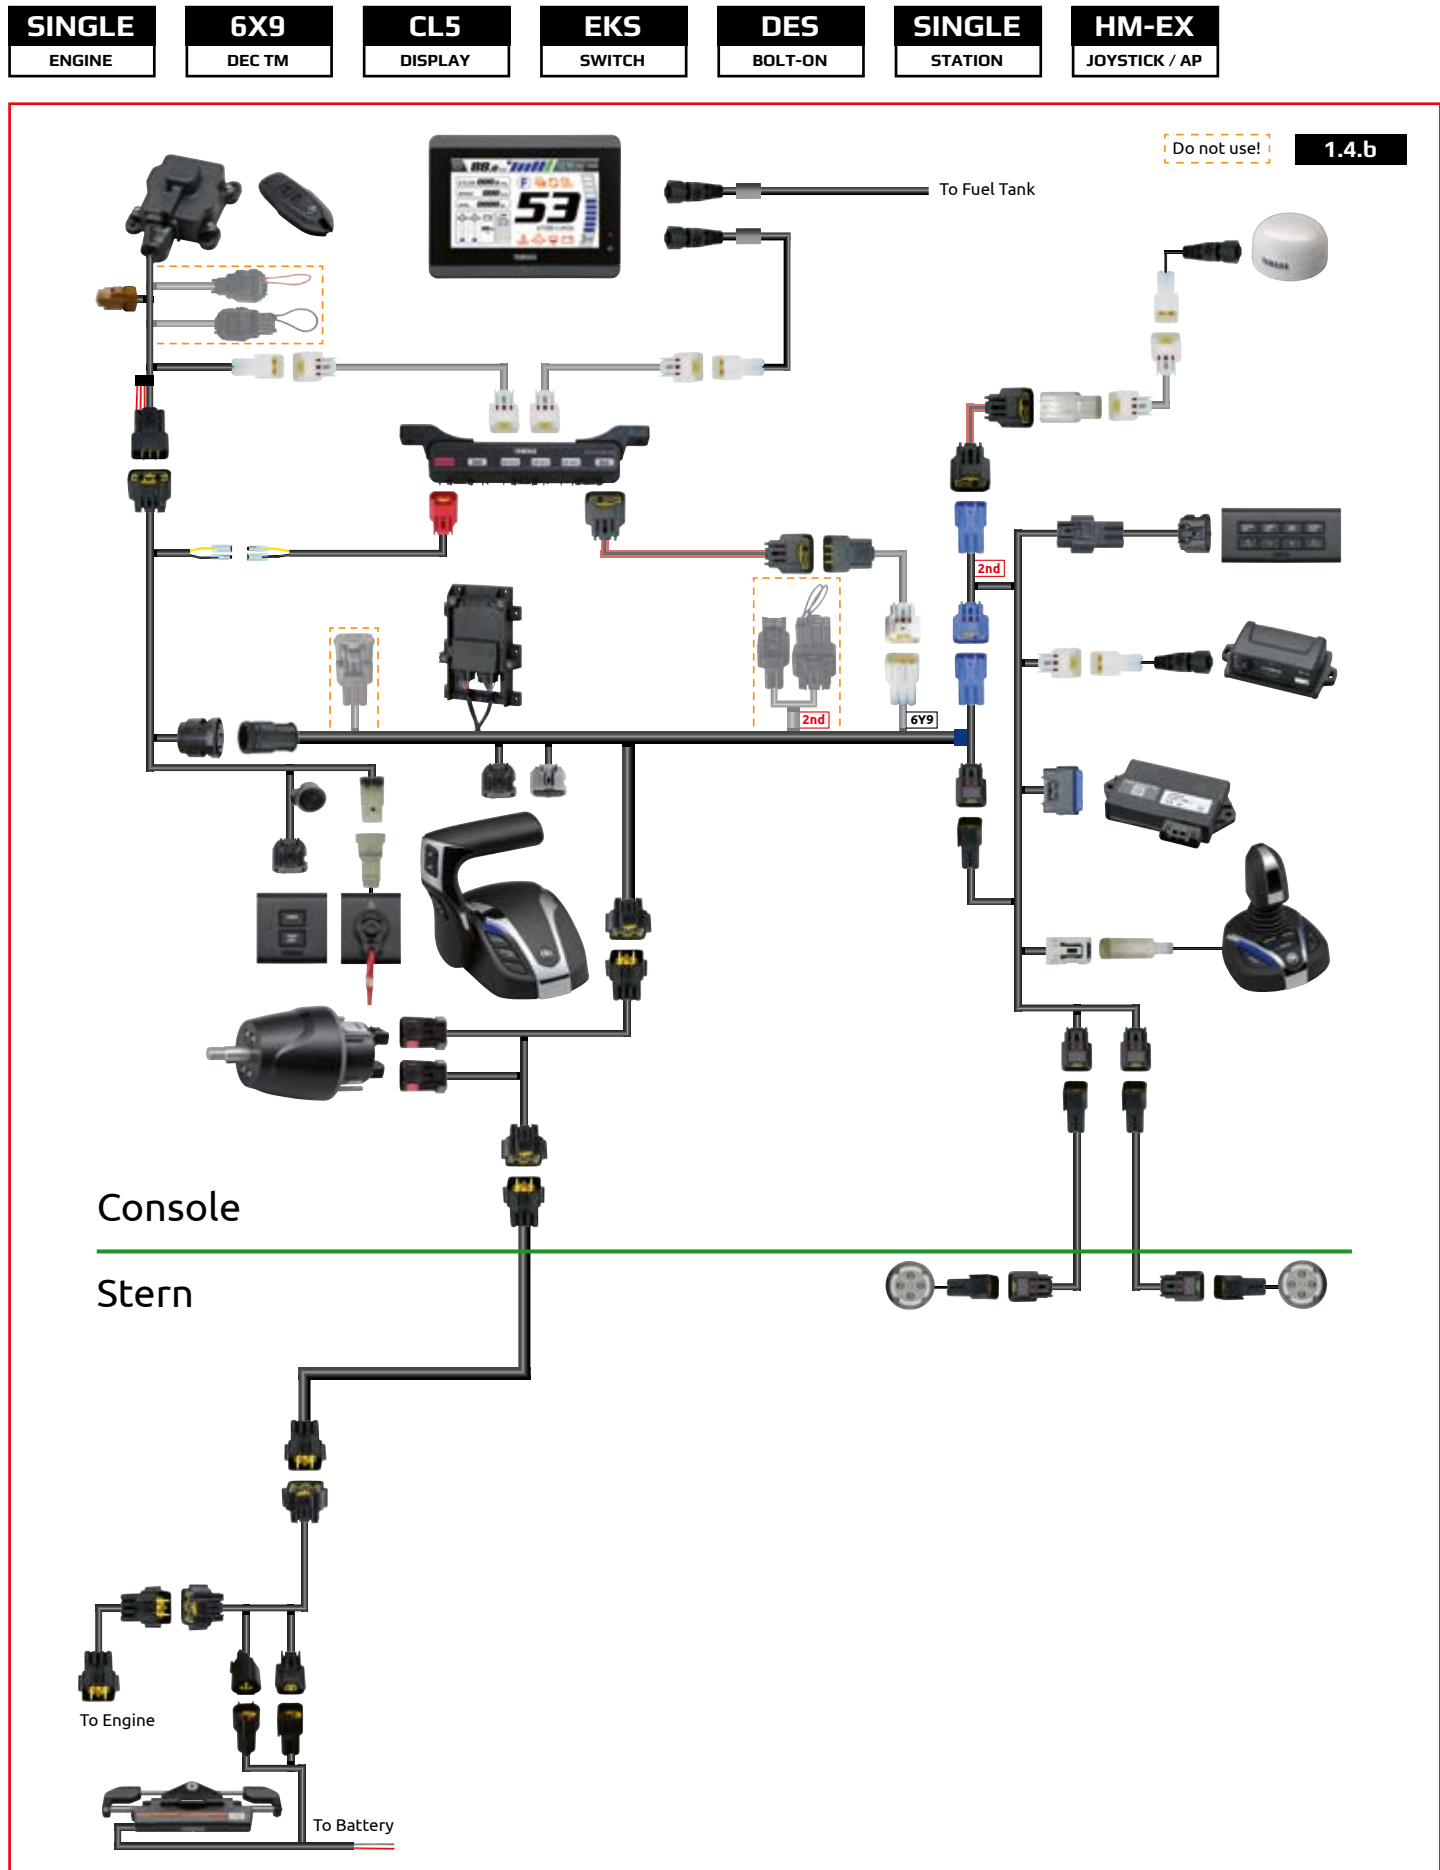 SINGLE
ENGINE
6X9
DEC TM
CL5
DISPLAY
EKS
SWITCH
DES
BOLT-ON
SINGLE
STATION
HM-EX
JOYSTICK / AP
Do not use!
1.4.b
To Fuel Tank
53
2nd
2nd
6Y9
Console
Stern
To Engine
To Battery